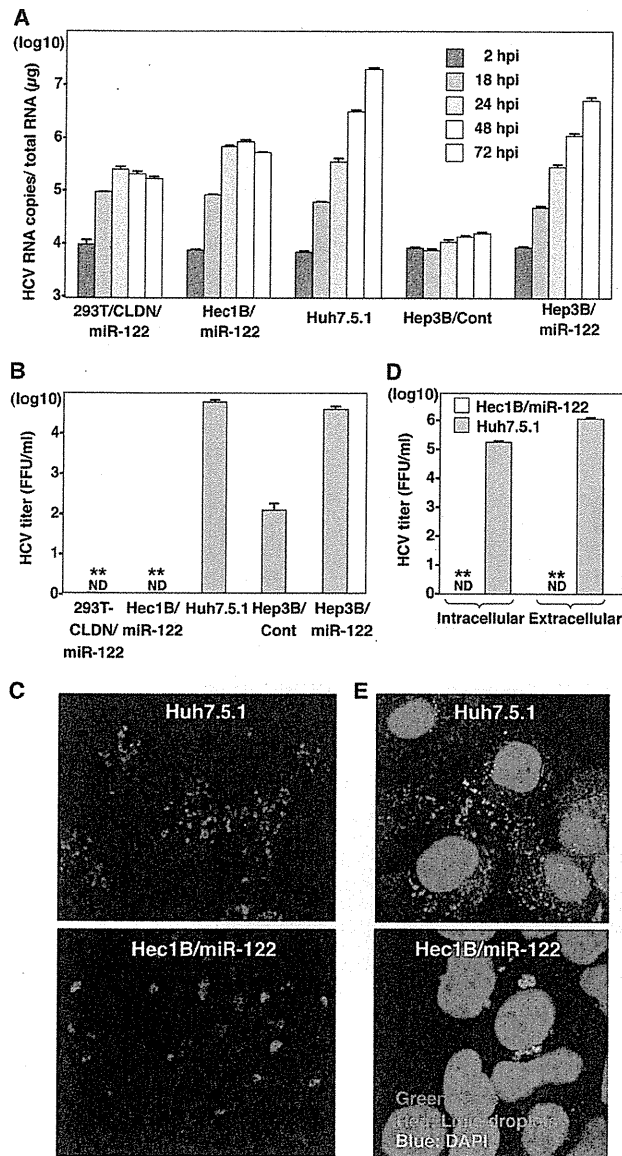 A
(log10)
HCV RNA copies/ total RNA (µg)
7
6
5
4
3
2 hpi
18 hpi
24 hpi
48 hpi
72 hpi
293T/CLDN/
miR-122
Hec1B/
miR-122
Huh7.5.1
Hep3B/Cont
Hep3B/
miR-122
B
(log10)
HCV titer (FFU/ml)
4
3
2
1
0
**
ND
**
ND
293T-
CLDN/
miR-122
Hec1B/
miR-122
Huh7.5.1
Hep3B/
Cont
Hep3B/
miR-122
D
(log10)
HCV titer (FFU/ml)
6
5
4
3
2
1
0
Hec1B/miR-122
Huh7.5.1
**
ND
**
ND
Intracellular
Extracellular
C
Huh7.5.1
Hec1B/miR-122
E
Huh7.5.1
Hec1B/miR-122
Green
Red: Lipid droplet
Blue: DAPI